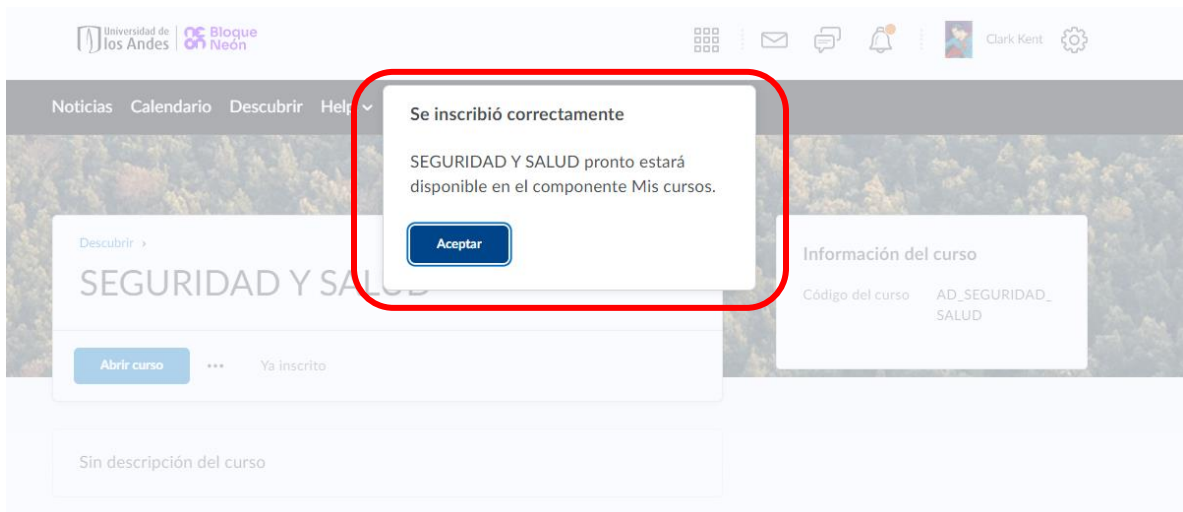 Universidad de
los Andes
Bloque
Neón
Clark Kent
Noticias Calendario Descubrir Help
Se inscribió correctamente
SEGURIDAD Y SALUD pronto estará
disponible en el componente Mis cursos.
Aceptar
Descubrir ›
SEGURIDAD Y SALUD
Abrir curso ••• Ya inscrito
Información del curso
Código del curso AD_SEGURIDAD_
SALUD
Sin descripción del curso